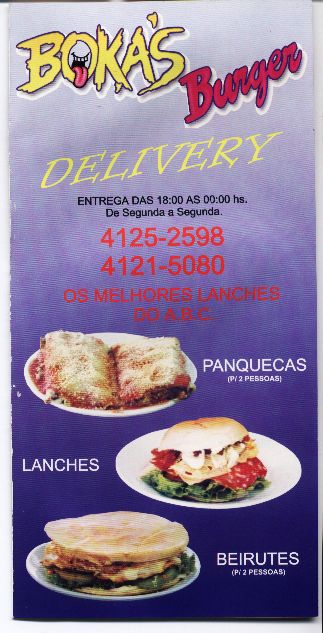 BOKA'S
Burger
DELIVERY
ENTREGA DAS 18:00 AS 00:00 hs.
De Segunda a Segunda.
4125-2598
4121-5080
OS MELHORES LANCHES
DO A.B.C.
PANQUECAS
(P/ 2 PESSOAS)
LANCHES
BEIRUTES
(P/ 2 PESSOAS)